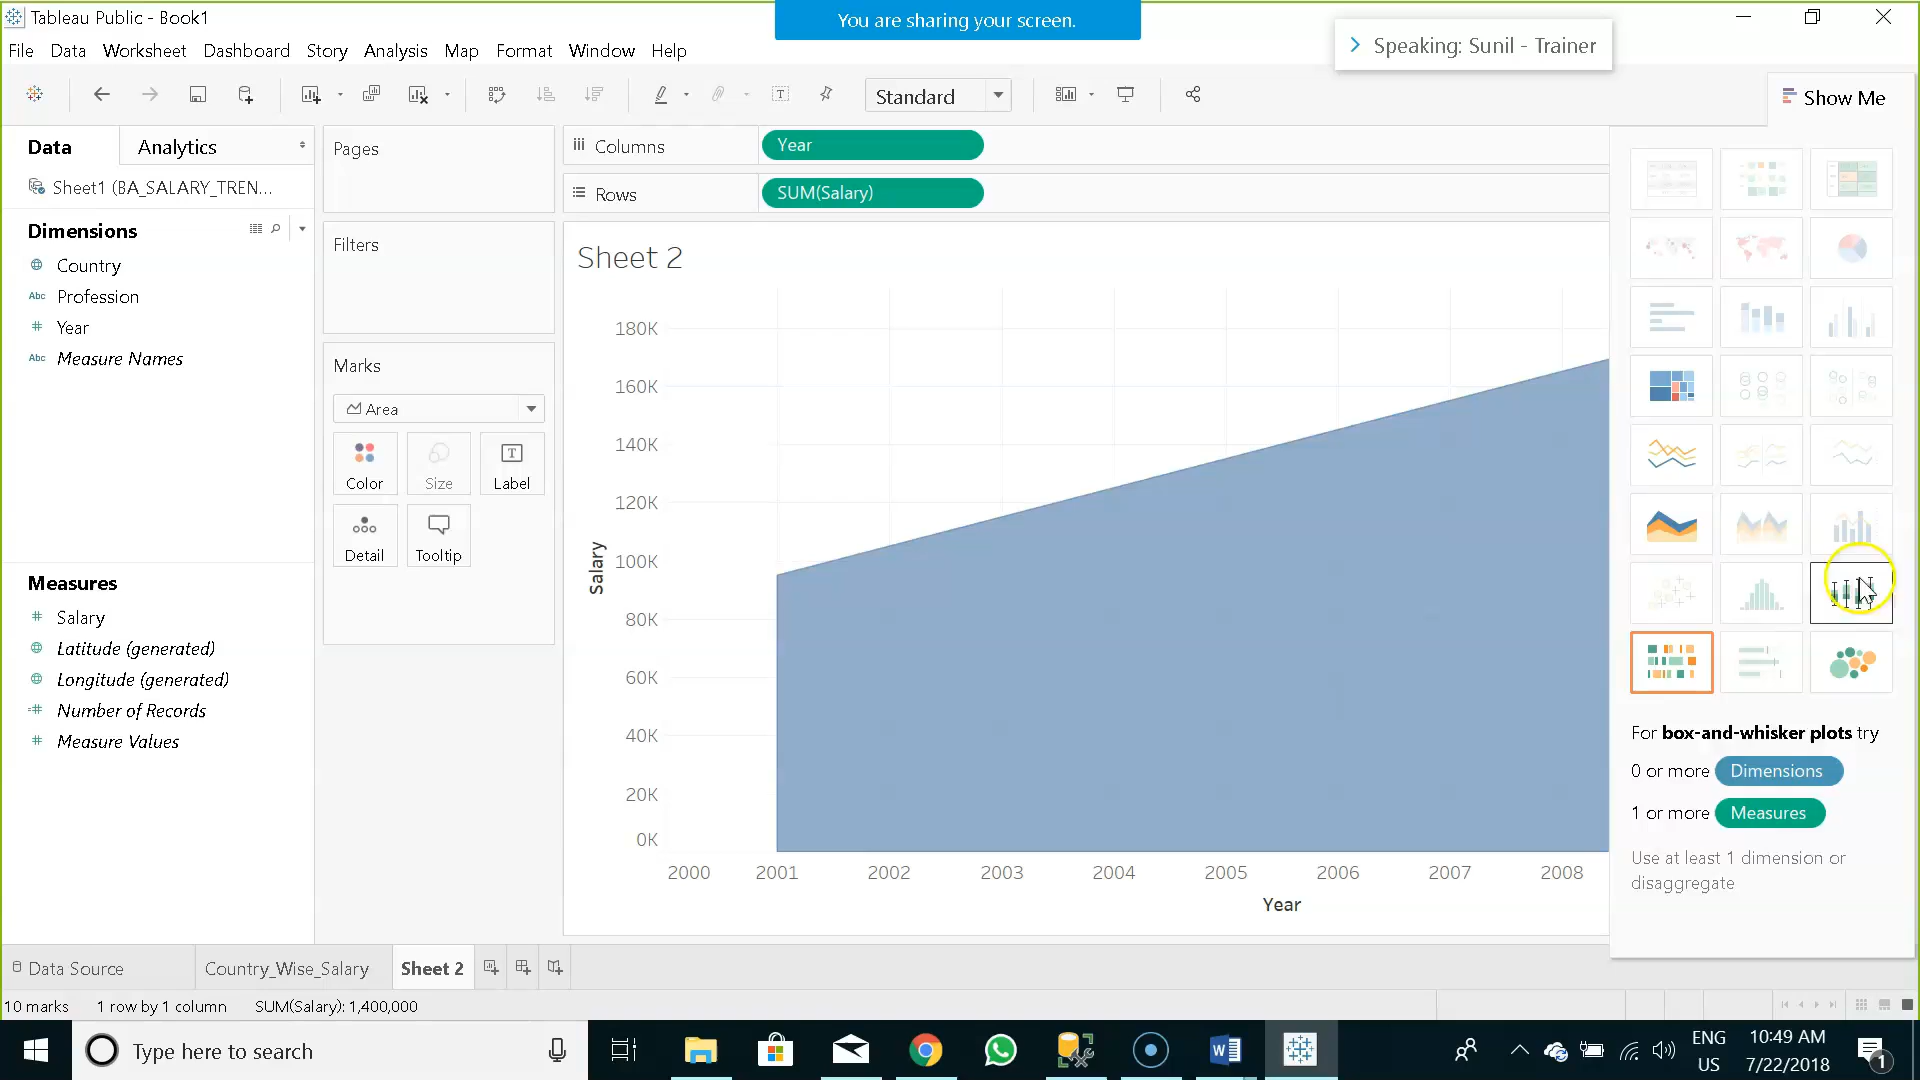 Tableau Public - Book1
You are sharing your screen.
Speaking: Sunil - Trainer
File Data Worksheet Dashboard Story Analysis Map Format Window Help
Standard
Show Me
Data
Analytics
Sheet1 (BA_SALARY_TREN...
Dimensions
Country
Abc Profession
Year
Abc Measure Names
Measures
Salary
Latitude (generated)
Longitude (generated)
Number of Records
Measure Values
Pages
Filters
Marks
Area
Color
Size
Label
Detail
Tooltip
Columns
Year
Rows
SUM(Salary)
Sheet 2
180K
160K
140K
120K
100K
80K
60K
40K
20K
0K
Salary
2000 2001 2002 2003 2004 2005 2006 2007 2008
Year
For box-and-whisker plots try
0 or more Dimensions
1 or more Measures
Use at least 1 dimension or
disaggregate
Data Source
Country_Wise_Salary
Sheet 2
10 marks 1 row by 1 column SUM(Salary): 1,400,000
Type here to search
ENG
US
10:49 AM
7/22/2018
1